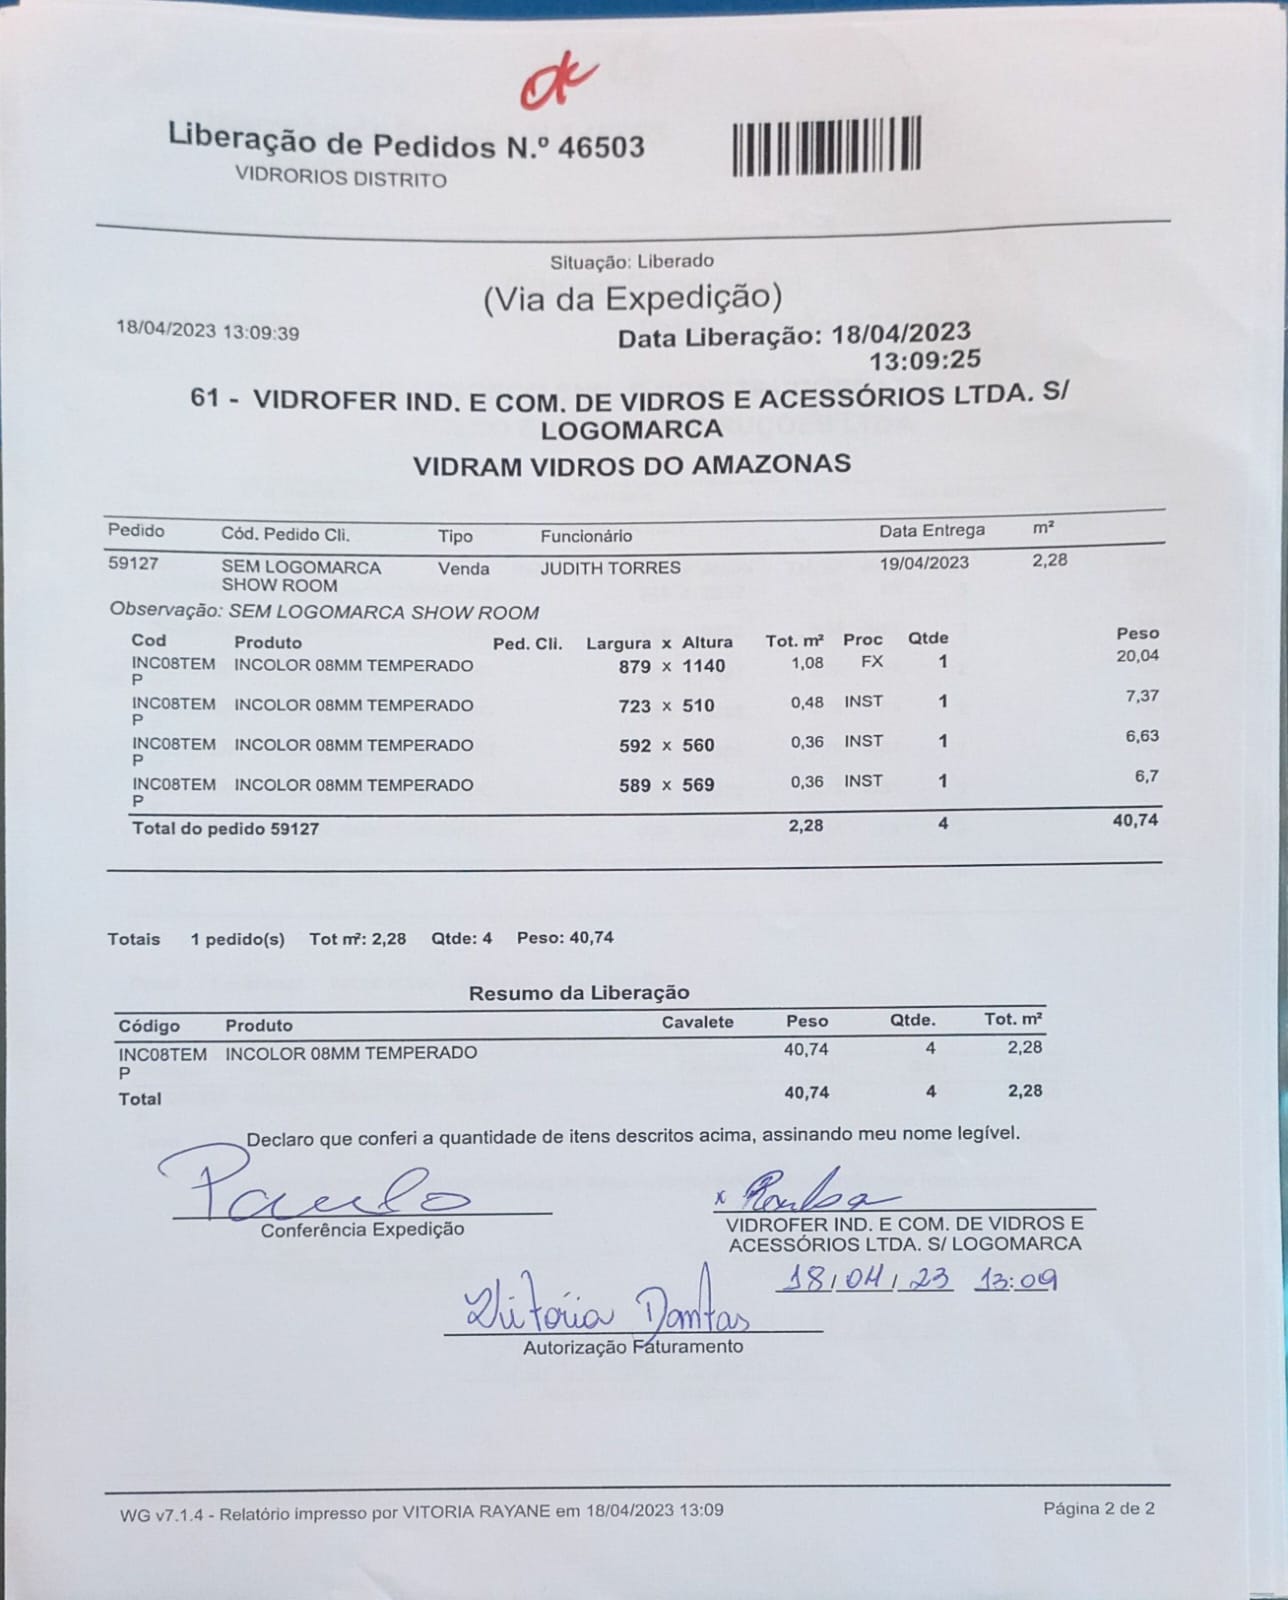 ok
Liberação de Pedidos N.º 46503
VIDRORIOS DISTRITO
Situação: Liberado
(Via da Expedição)
18/04/2023 13:09:39
Data Liberação: 18/04/2023
13:09:25
61 - VIDROFER IND. E COM. DE VIDROS E ACESSÓRIOS LTDA. S/
LOGOMARCA
VIDRAM VIDROS DO AMAZONAS
Pedido Cód. Pedido Cli. Tipo Funcionário Data Entrega m²
59127 SEM LOGOMARCA Venda JUDITH TORRES 19/04/2023 2,28
SHOW ROOM
Observação: SEM LOGOMARCA SHOW ROOM
Cod Produto Ped. Cli. Largura x Altura Tot. m² Proc Qtde Peso
INC08TEM INCOLOR 08MM TEMPERADO 879 x 1140 1,08 FX 1 20,04
P
INC08TEM INCOLOR 08MM TEMPERADO 723 x 510 0,48 INST 1 7,37
P
INC08TEM INCOLOR 08MM TEMPERADO 592 x 560 0,36 INST 1 6,63
P
INC08TEM INCOLOR 08MM TEMPERADO 589 x 569 0,36 INST 1 6,7
P
Total do pedido 59127 2,28 4 40,74
Totais 1 pedido(s) Tot m²: 2,28 Qtde: 4 Peso: 40,74
Resumo da Liberação
Código Produto Cavalete Peso Qtde. Tot. m²
INC08TEM INCOLOR 08MM TEMPERADO 40,74 4 2,28
P
Total 40,74 4 2,28
Declaro que conferi a quantidade de itens descritos acima, assinando meu nome legível.
Paulo x
Conferência Expedição
VIDROFER IND. E COM. DE VIDROS E
ACESSÓRIOS LTDA. S/ LOGOMARCA
18/04/23 13:09
Vitória Dantas
Autorização Faturamento
WG v7.1.4 - Relatório impresso por VITORIA RAYANE em 18/04/2023 13:09
Página 2 de 2